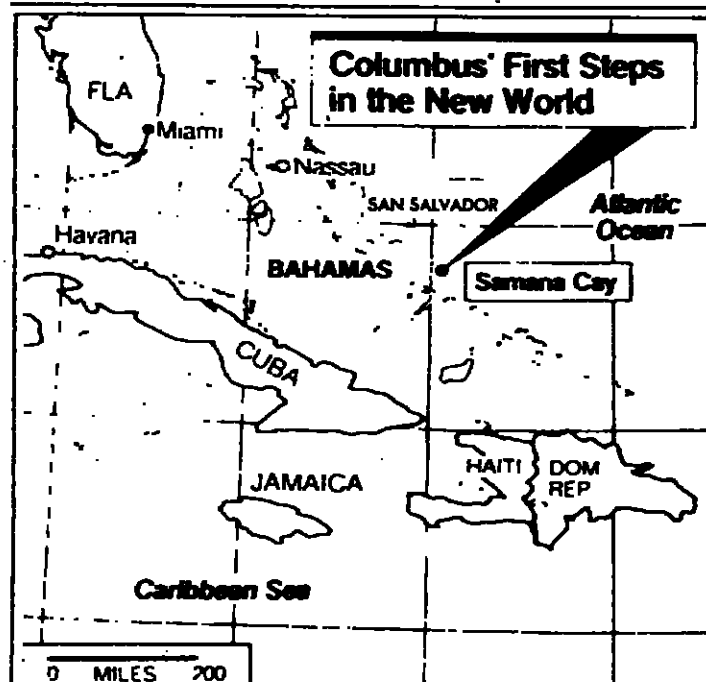 Columbus' First Steps
in the New World
FLA
Miami
Nassau
SAN SALVADOR
Atlantic
Ocean
Havana
BAHAMAS
Samana Cay
CUBA
HAITI
DOM
REP
JAMAICA
Caribbean Sea
0 MILES 200